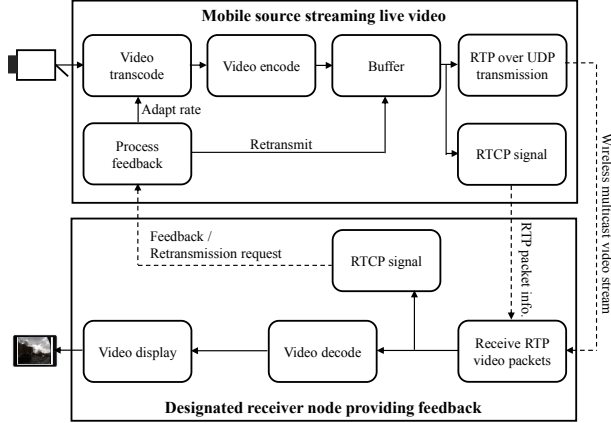 Mobile source streaming live video
Video
transcode
Video encode
Buffer
RTP over UDP
transmission
Adapt rate
Process
feedback
Retransmit
RTCP signal
Wireless multicast video stream
RTP packet info.
Feedback /
Retransmission request
RTCP signal
Video display
Video decode
Receive RTP
video packets
Designated receiver node providing feedback